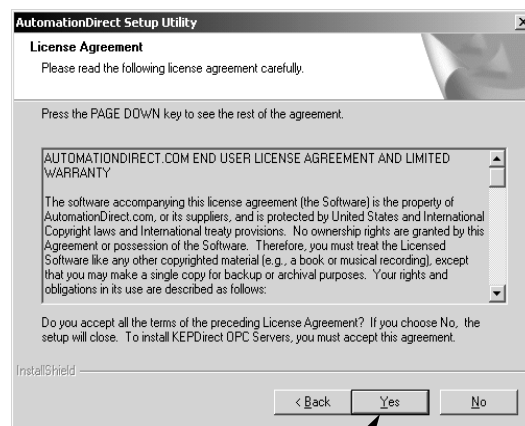 AutomationDirect Setup Utility
License Agreement
Please read the following license agreement carefully.
Press the PAGE DOWN key to see the rest of the agreement.
AUTOMATIONDIRECT.COM END USER LICENSE AGREEMENT AND LIMITED
WARRANTY
The software accompanying this license agreement (the Software) is the property of
AutomationDirect.com, or its suppliers, and is protected by United States and International
Copyright laws and International treaty provisions. No ownership rights are granted by this
Agreement or possession of the Software. Therefore, you must treat the Licensed
Software like any other copyrighted material (e.g., a book or musical recording), except
that you may make a single copy for backup or archival purposes. Your rights and
obligations in its use are described as follows:
Do you accept all the terms of the preceding License Agreement? If you choose No, the
setup will close. To install KEPDirect OPC Servers, you must accept this agreement.
InstallShield
< Back
Yes
No